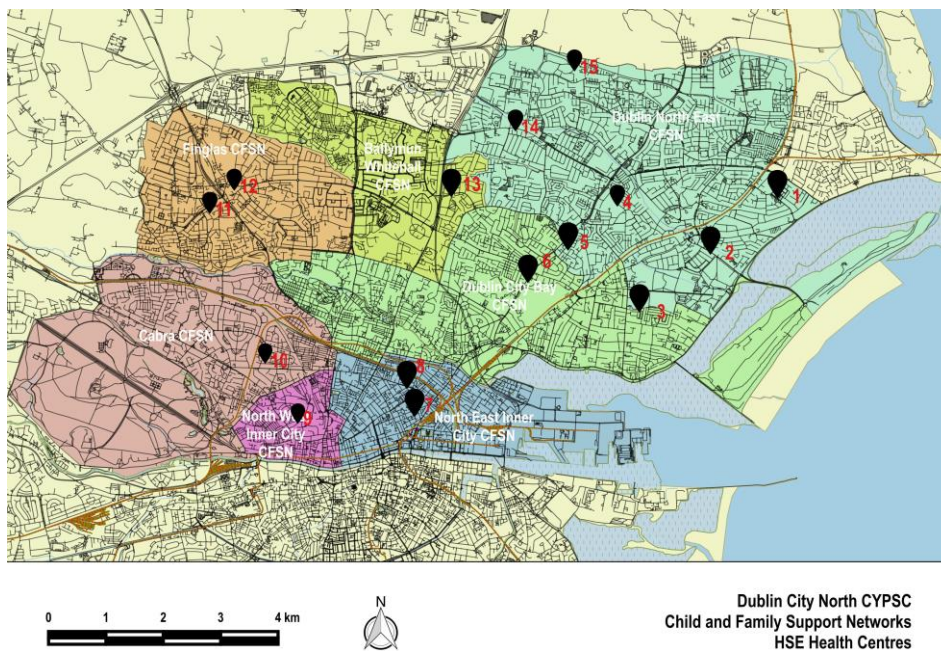 15
Dublin North East
CFSN
14
Finglas CFSN
Ballymun
Whitehall
CFSN
12
11
13
4
1
5
2
6
Dublin City Bay
CFSN
3
Cabra CFSN
10
8
7
North West
Inner City
CFSN
9
North East Inner
City CFSN
0 1 2 3 4 km
N
Dublin City North CYPSC
Child and Family Support Networks
HSE Health Centres